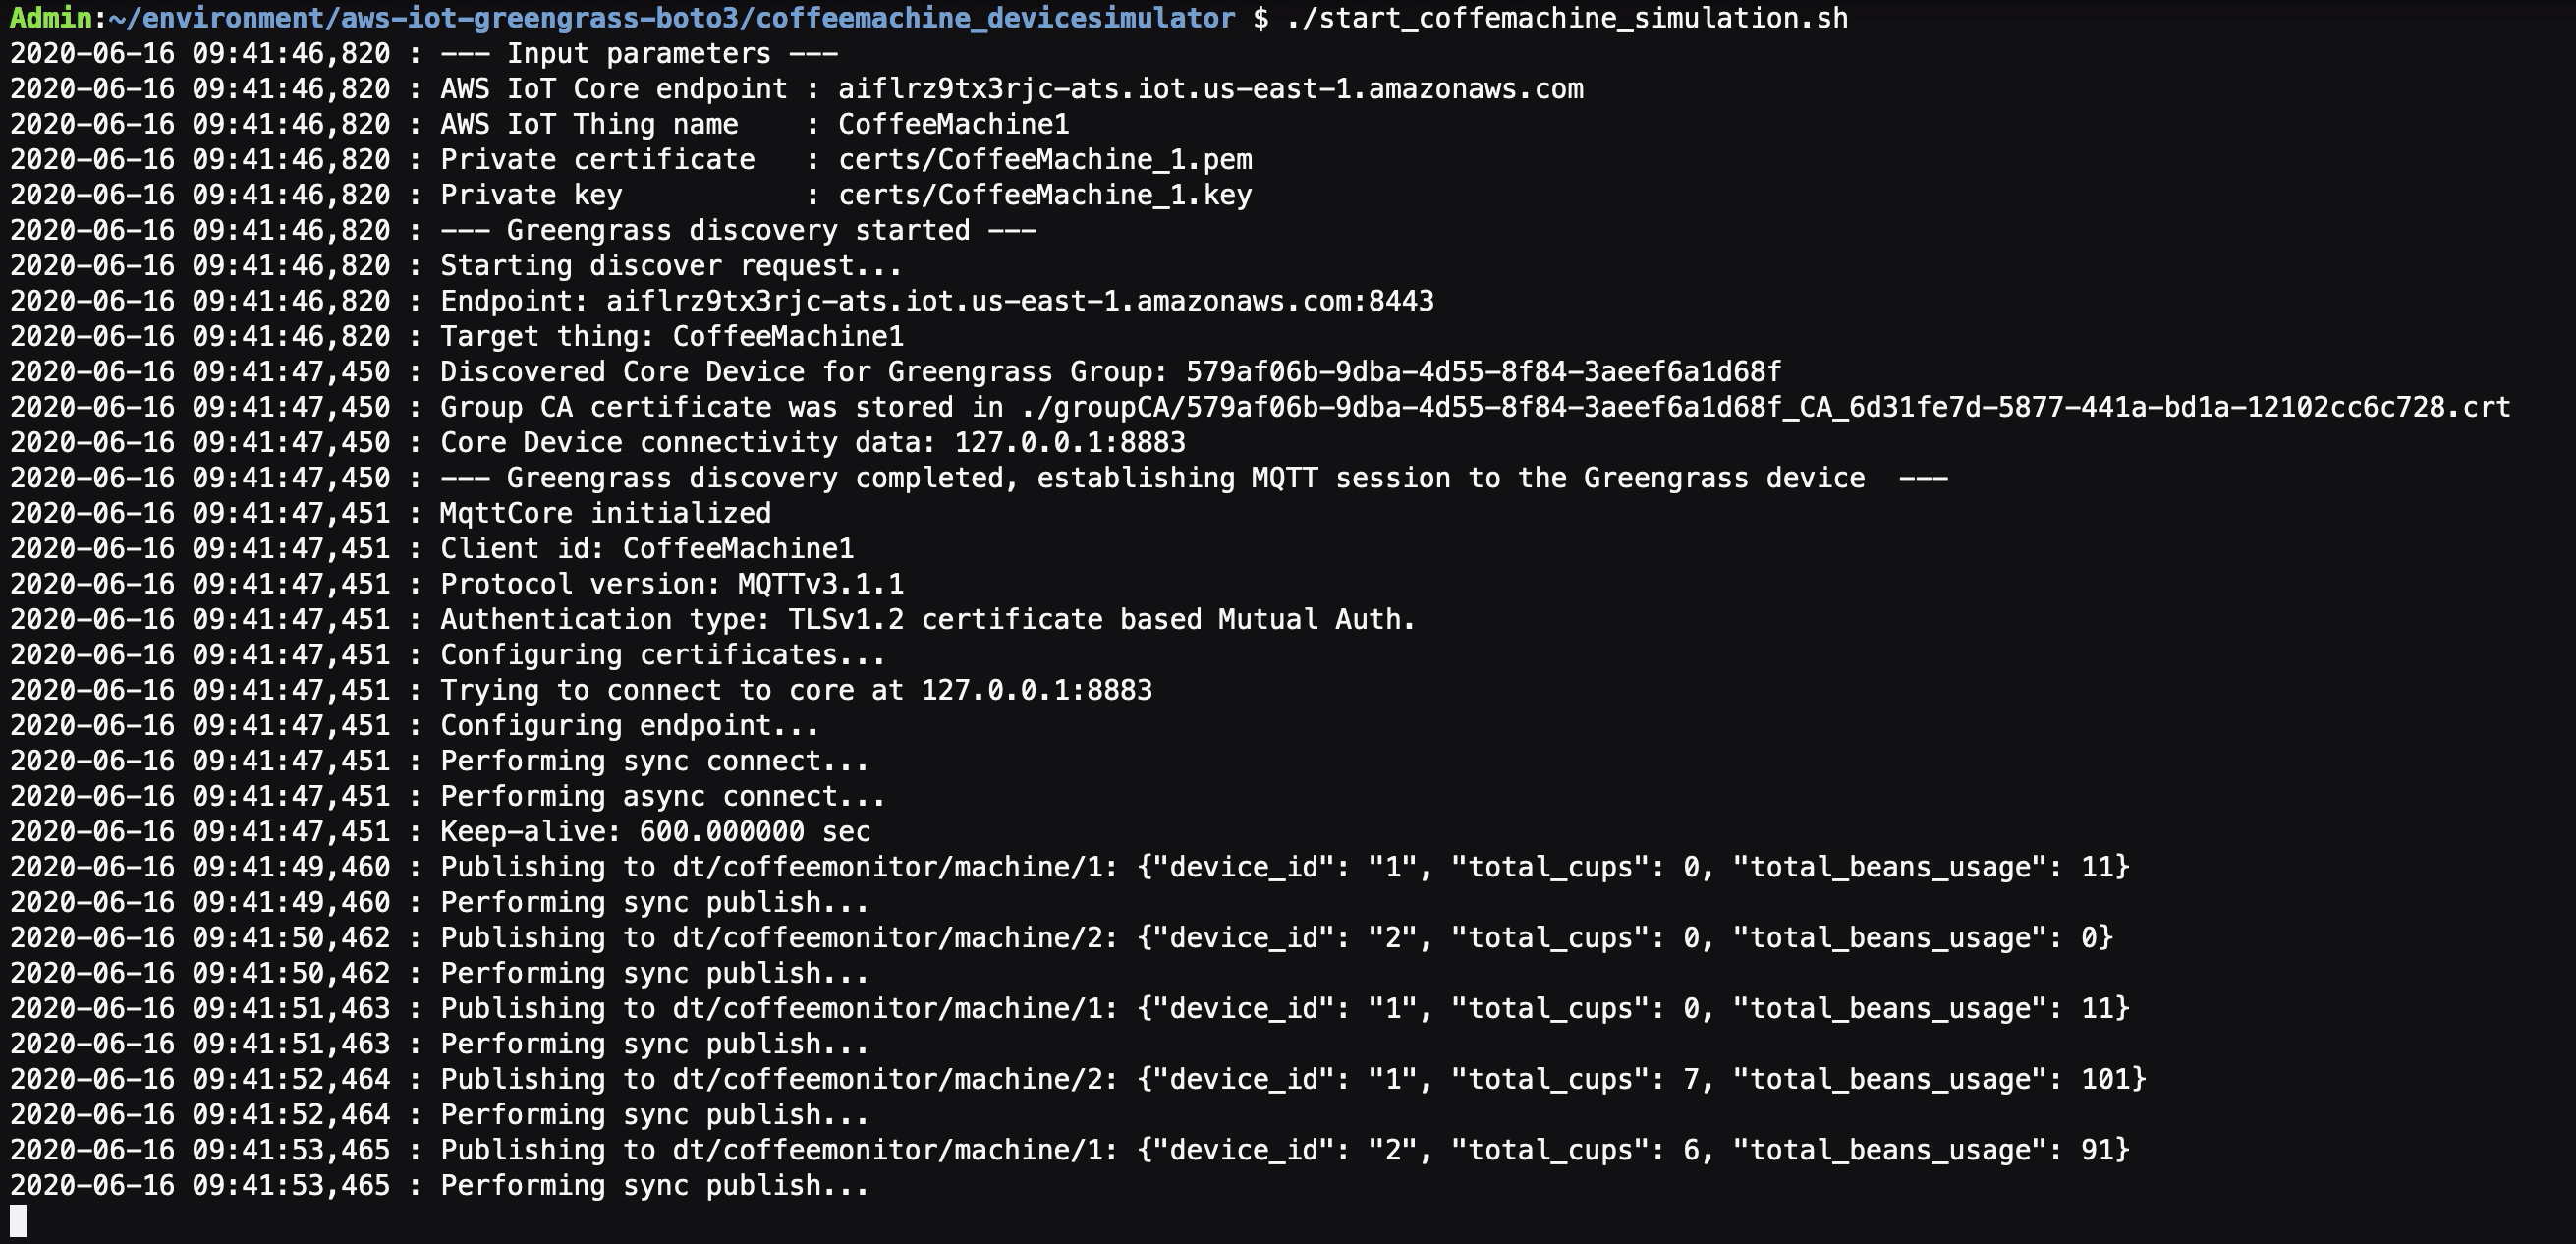 Admin:~/environment/aws-iot-greengrass-boto3/coffeemachine_devicesimulator $ ./start_coffemachine_simulation.sh
2020-06-16 09:41:46,820 : --- Input parameters ---
2020-06-16 09:41:46,820 : AWS IoT Core endpoint : aiflrz9tx3rjc-ats.iot.us-east-1.amazonaws.com
2020-06-16 09:41:46,820 : AWS IoT Thing name    : CoffeeMachine1
2020-06-16 09:41:46,820 : Private certificate   : certs/CoffeeMachine_1.pem
2020-06-16 09:41:46,820 : Private key           : certs/CoffeeMachine_1.key
2020-06-16 09:41:46,820 : --- Greengrass discovery started ---
2020-06-16 09:41:46,820 : Starting discover request...
2020-06-16 09:41:46,820 : Endpoint: aiflrz9tx3rjc-ats.iot.us-east-1.amazonaws.com:8443
2020-06-16 09:41:46,820 : Target thing: CoffeeMachine1
2020-06-16 09:41:47,450 : Discovered Core Device for Greengrass Group: 579af06b-9dba-4d55-8f84-3aeef6a1d68f
2020-06-16 09:41:47,450 : Group CA certificate was stored in ./groupCA/579af06b-9dba-4d55-8f84-3aeef6a1d68f_CA_6d31fe7d-5877-441a-bd1a-12102cc6c728.crt
2020-06-16 09:41:47,450 : Core Device connectivity data: 127.0.0.1:8883
2020-06-16 09:41:47,450 : --- Greengrass discovery completed, establishing MQTT session to the Greengrass device  ---
2020-06-16 09:41:47,451 : MqttCore initialized
2020-06-16 09:41:47,451 : Client id: CoffeeMachine1
2020-06-16 09:41:47,451 : Protocol version: MQTTv3.1.1
2020-06-16 09:41:47,451 : Authentication type: TLSv1.2 certificate based Mutual Auth.
2020-06-16 09:41:47,451 : Configuring certificates...
2020-06-16 09:41:47,451 : Trying to connect to core at 127.0.0.1:8883
2020-06-16 09:41:47,451 : Configuring endpoint...
2020-06-16 09:41:47,451 : Performing sync connect...
2020-06-16 09:41:47,451 : Performing async connect...
2020-06-16 09:41:47,451 : Keep-alive: 600.000000 sec
2020-06-16 09:41:49,460 : Publishing to dt/coffeemonitor/machine/1: {"device_id": "1", "total_cups": 0, "total_beans_usage": 11}
2020-06-16 09:41:49,460 : Performing sync publish...
2020-06-16 09:41:50,462 : Publishing to dt/coffeemonitor/machine/2: {"device_id": "2", "total_cups": 0, "total_beans_usage": 0}
2020-06-16 09:41:50,462 : Performing sync publish...
2020-06-16 09:41:51,463 : Publishing to dt/coffeemonitor/machine/1: {"device_id": "1", "total_cups": 0, "total_beans_usage": 11}
2020-06-16 09:41:51,463 : Performing sync publish...
2020-06-16 09:41:52,464 : Publishing to dt/coffeemonitor/machine/2: {"device_id": "1", "total_cups": 7, "total_beans_usage": 101}
2020-06-16 09:41:52,464 : Performing sync publish...
2020-06-16 09:41:53,465 : Publishing to dt/coffeemonitor/machine/1: {"device_id": "2", "total_cups": 6, "total_beans_usage": 91}
2020-06-16 09:41:53,465 : Performing sync publish...